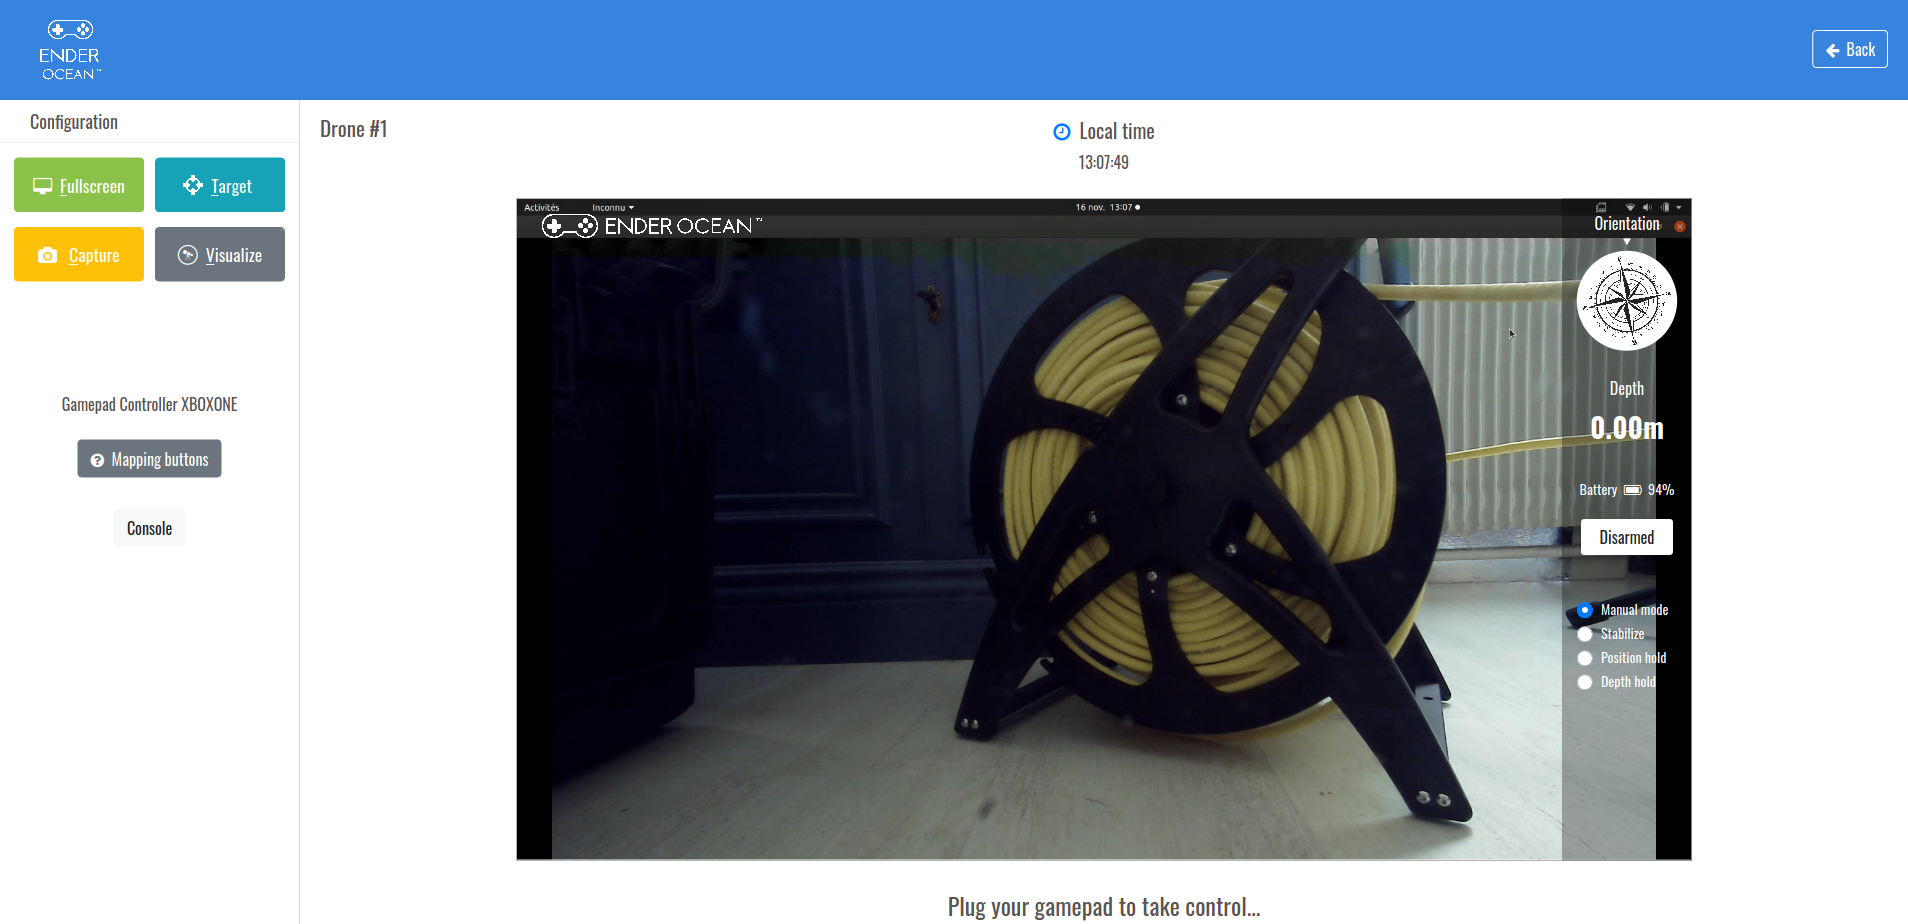 ENDER
OCEAN™
Back
Configuration
Fullscreen
Target
Capture
Visualize
Gamepad Controller XBOXONE
Mapping buttons
Console
Drone #1
Local time
13:07:49
Activités
Inconnu
16 nov. 13:07
ENDER OCEAN™
Orientation
Depth
0.00m
Battery 94%
Disarmed
Manual mode
Stabilize
Position hold
Depth hold
Plug your gamepad to take control...